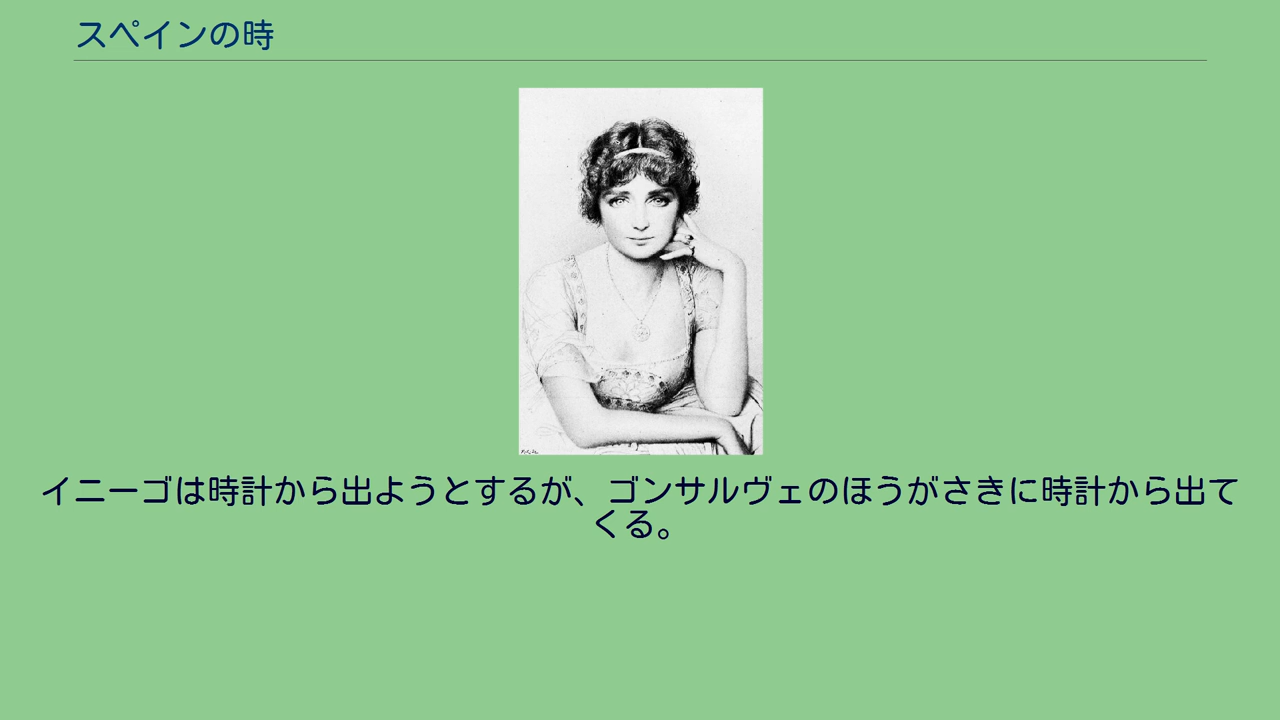 スペインの時
イニーゴは時計から出ようとするが、ゴンサルヴェのほうがさきに時計から出て
くる。